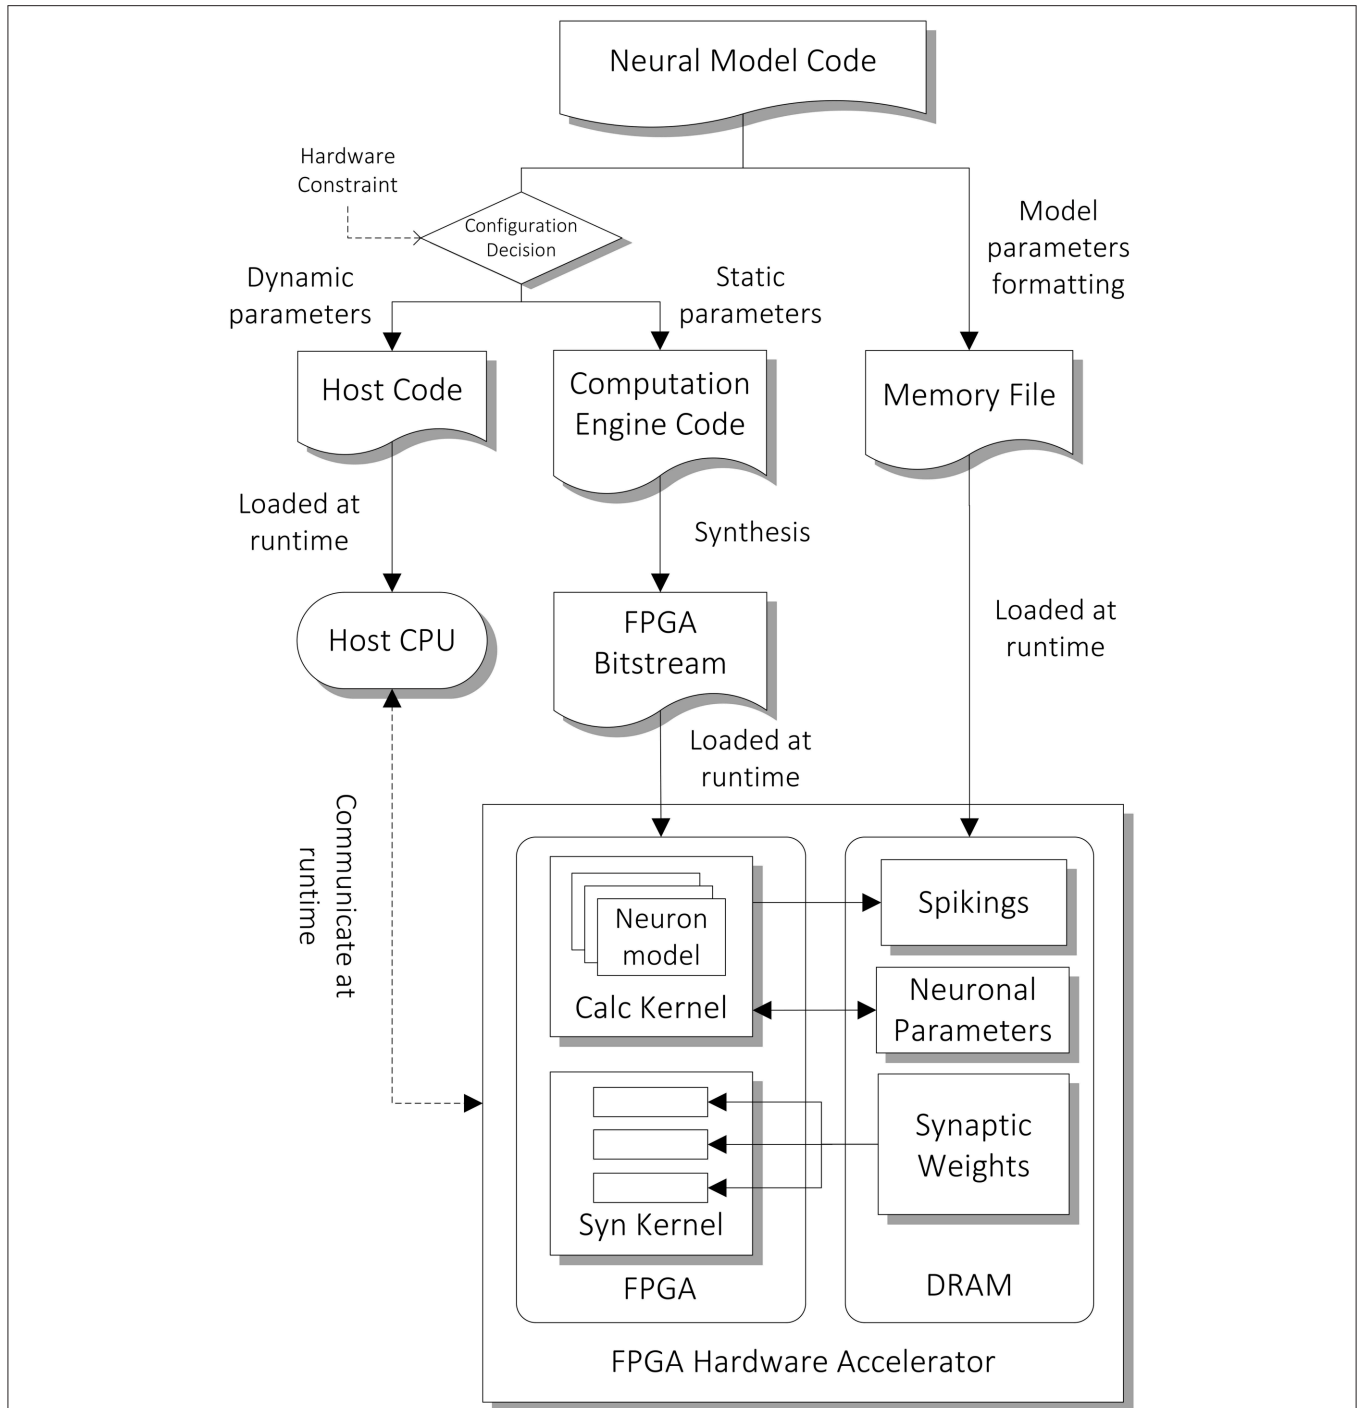 Neural Model Code
Hardware
Constraint
Configuration
Decision
Model
parameters
formatting
Dynamic
parameters
Static
parameters
Host Code
Computation
Engine Code
Memory File
Loaded at
runtime
Synthesis
Host CPU
FPGA
Bitstream
Loaded at
runtime
Loaded at
runtime
Communicate at
runtime
Neuron
model
Calc Kernel
Spikings
Neuronal
Parameters
Synaptic
Weights
Syn Kernel
FPGA
DRAM
FPGA Hardware Accelerator